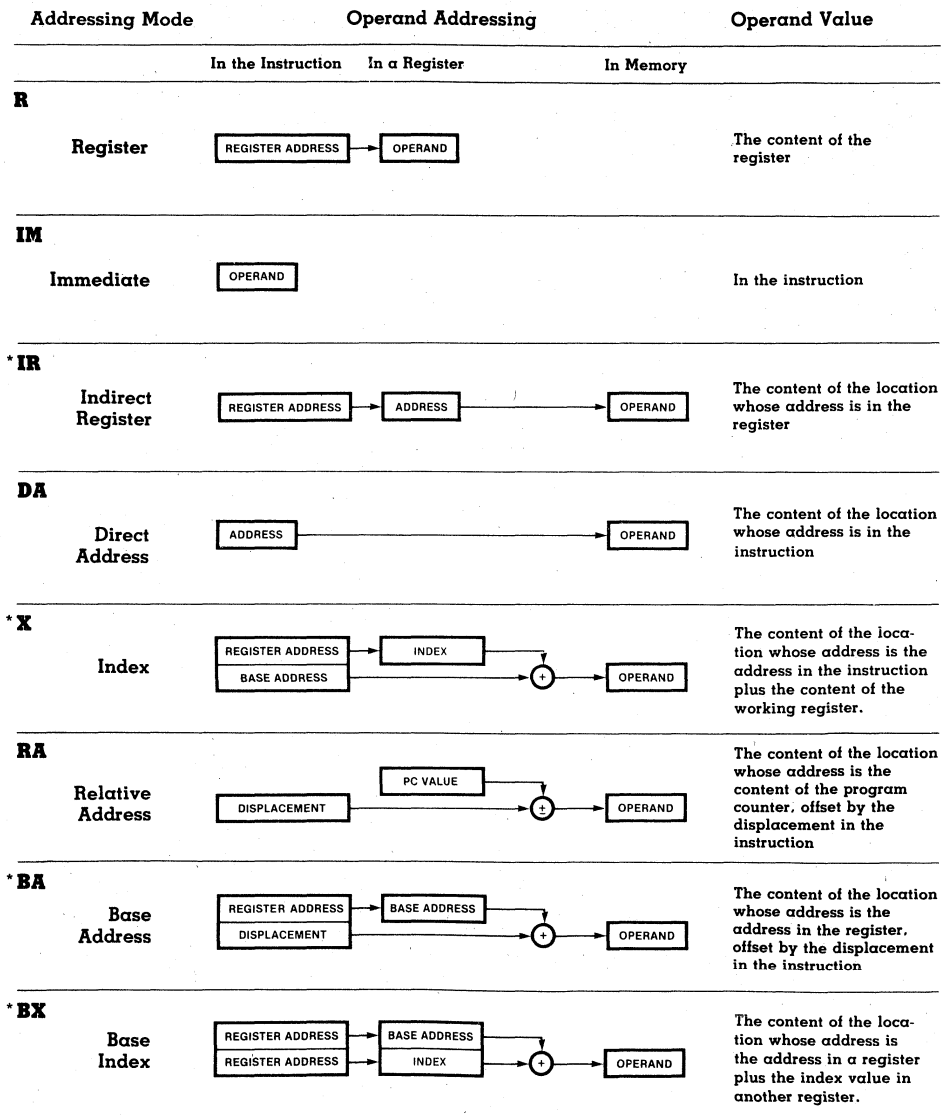 Addressing Mode Operand Addressing Operand Value
In the Instruction In a Register In Memory
R
Register REGISTER ADDRESS OPERAND The content of the
register
IM
Immediate OPERAND In the instruction
*IR
Indirect
Register
REGISTER ADDRESS ADDRESS OPERAND
The content of the location
whose address is in the
register
DA
Direct
Address
ADDRESS OPERAND
The content of the location
whose address is in the
instruction
*X
Index
REGISTER ADDRESS INDEX
BASE ADDRESS + OPERAND
The content of the loca-
tion whose address is the
address in the instruction
plus the content of the
working register.
RA
Relative
Address
PC VALUE
DISPLACEMENT ± OPERAND
The content of the location
whose address is the
content of the program
counter, offset by the
displacement in the
instruction
*BA
Base
Address
REGISTER ADDRESS BASE ADDRESS
DISPLACEMENT + OPERAND
The content of the location
whose address is the
address in the register,
offset by the displacement
in the instruction
*BX
Base
Index
REGISTER ADDRESS BASE ADDRESS
REGISTER ADDRESS INDEX + OPERAND
The content of the loca-
tion whose address is
the address in a register
plus the index value in
another register.